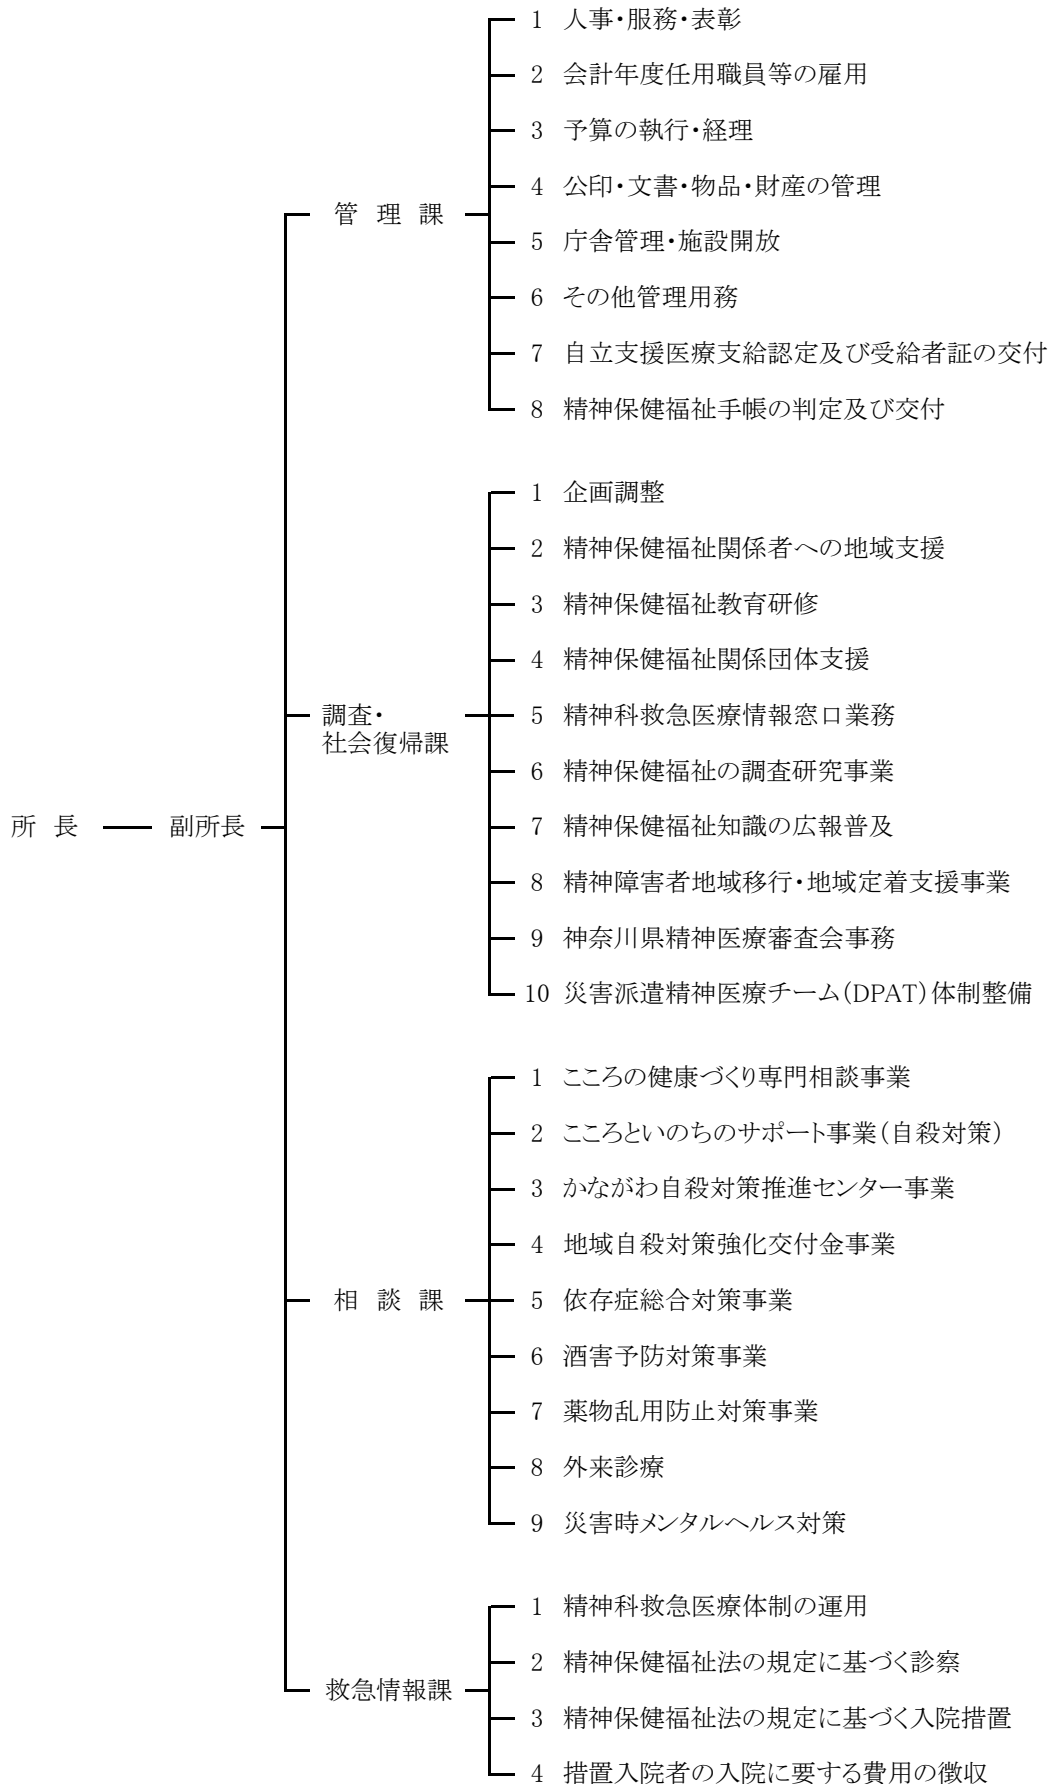 所 長
副所長
管 理 課
1 人事・服務・表彰
2 会計年度任用職員等の雇用
3 予算の執行・経理
4 公印・文書・物品・財産の管理
5 庁舎管理・施設開放
6 その他管理用務
7 自立支援医療支給認定及び受給者証の交付
8 精神保健福祉手帳の判定及び交付
調査・
社会復帰課
1 企画調整
2 精神保健福祉関係者への地域支援
3 精神保健福祉教育研修
4 精神保健福祉関係団体支援
5 精神科救急医療情報窓口業務
6 精神保健福祉の調査研究事業
7 精神保健福祉知識の広報普及
8 精神障害者地域移行・地域定着支援事業
9 神奈川県精神医療審査会事務
10 災害派遣精神医療チーム(DPAT)体制整備
相 談 課
1 こころの健康づくり専門相談事業
2 こころといのちのサポート事業(自殺対策)
3 かながわ自殺対策推進センター事業
4 地域自殺対策強化交付金事業
5 依存症総合対策事業
6 酒害予防対策事業
7 薬物乱用防止対策事業
8 外来診療
9 災害時メンタルヘルス対策
救急情報課
1 精神科救急医療体制の運用
2 精神保健福祉法の規定に基づく診察
3 精神保健福祉法の規定に基づく入院措置
4 措置入院者の入院に要する費用の徴収